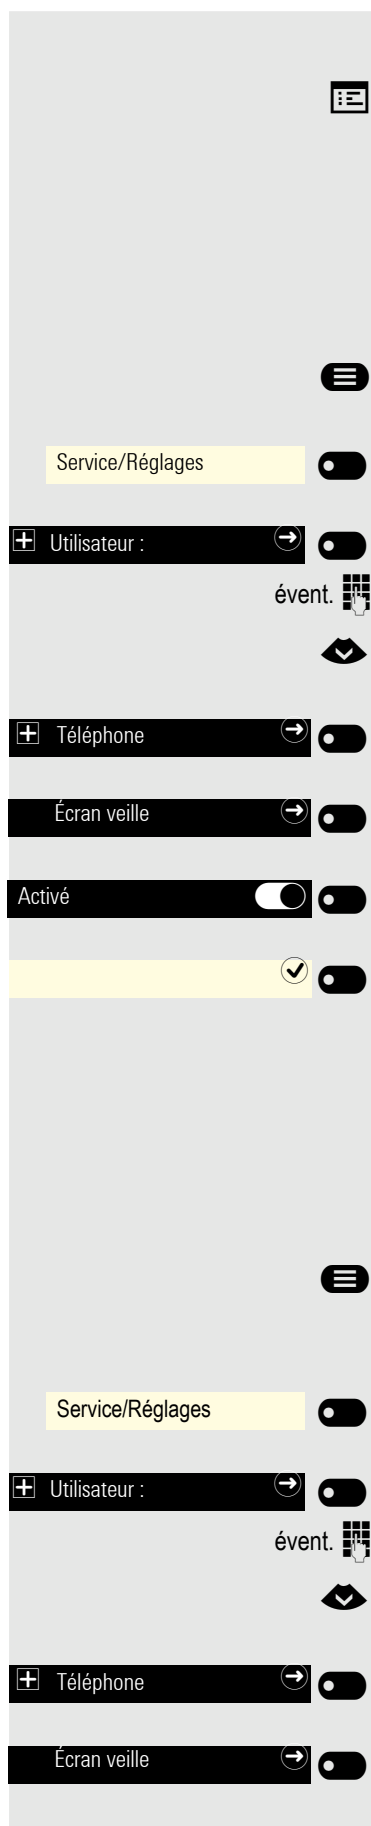 Service/Réglages
Utilisateur :
évent.
Téléphone
Écran veille
Activé
Service/Réglages
Utilisateur :
évent.
Téléphone
Écran veille